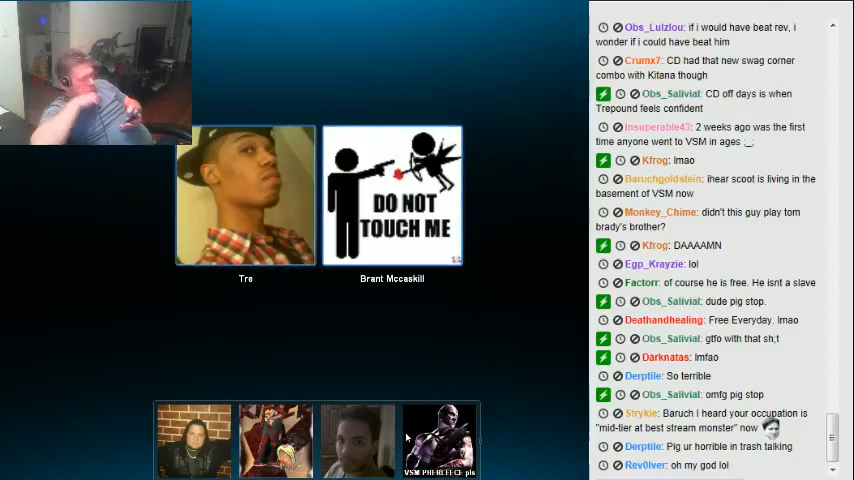 DO NOT
TOUCH ME
Tre
Brant Mccaskill
VSM PHERLEECE pls
Obs_Lulzlou: if i would have beat rev, i
wonder if i could have beat him
Crumx7: CD had that new swag corner
combo with Kitana though
Obs_Salivial: CD off days is when
Trepound feels confident
Insuperable43: 2 weeks ago was the first
time anyone went to VSM in ages ;_;
Kfrog: lmao
Baruchgoldstein: ihear scoot is living in the
basement of VSM now
Monkey_Chime: didn't this guy play tom
brady's brother?
Kfrog: DAAAAMN
Egp_Krayzie: lol
Factorr: of course he is free. He isnt a slave
Obs_Salivial: dude pig stop.
Deathandhealing: Free Everyday. lmao
Obs_Salivial: gtfo with that sh;t
Darknatas: lmfao
Derptile: So terrible
Obs_Salivial: omfg pig stop
Strykie: Baruch I heard your occupation is
"mid-tier at best stream monster" now
Derptile: Pig ur horrible in trash talking
Rev0lver: oh my god lol